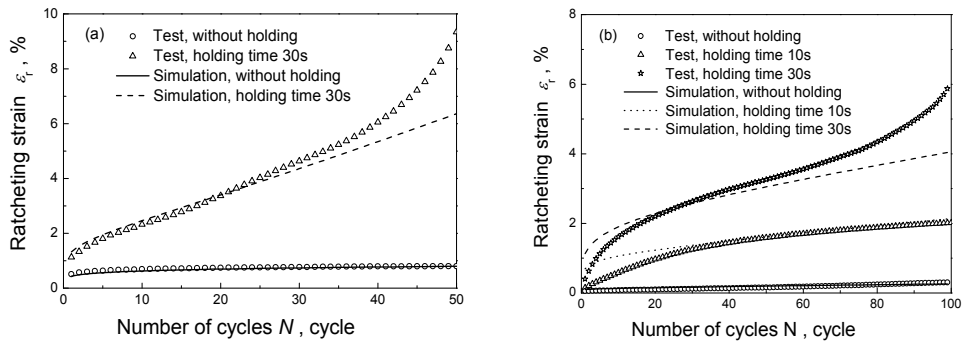 (a)
Test, without holding
Test, holding time 30s
Simulation, without holding
Simulation, holding time 30s
Ratcheting strain εr , %
10
8
6
4
2
0
0 10 20 30 40 50
Number of cycles N , cycle
(b)
Test, without holding
Test, holding time 10s
Test, holding time 30s
Simulation, without holding
Simulation, holding time 10s
Simulation, holding time 30s
Ratcheting strain εr , %
8
6
4
2
0
0 20 40 60 80 100
Number of cycles N , cycle